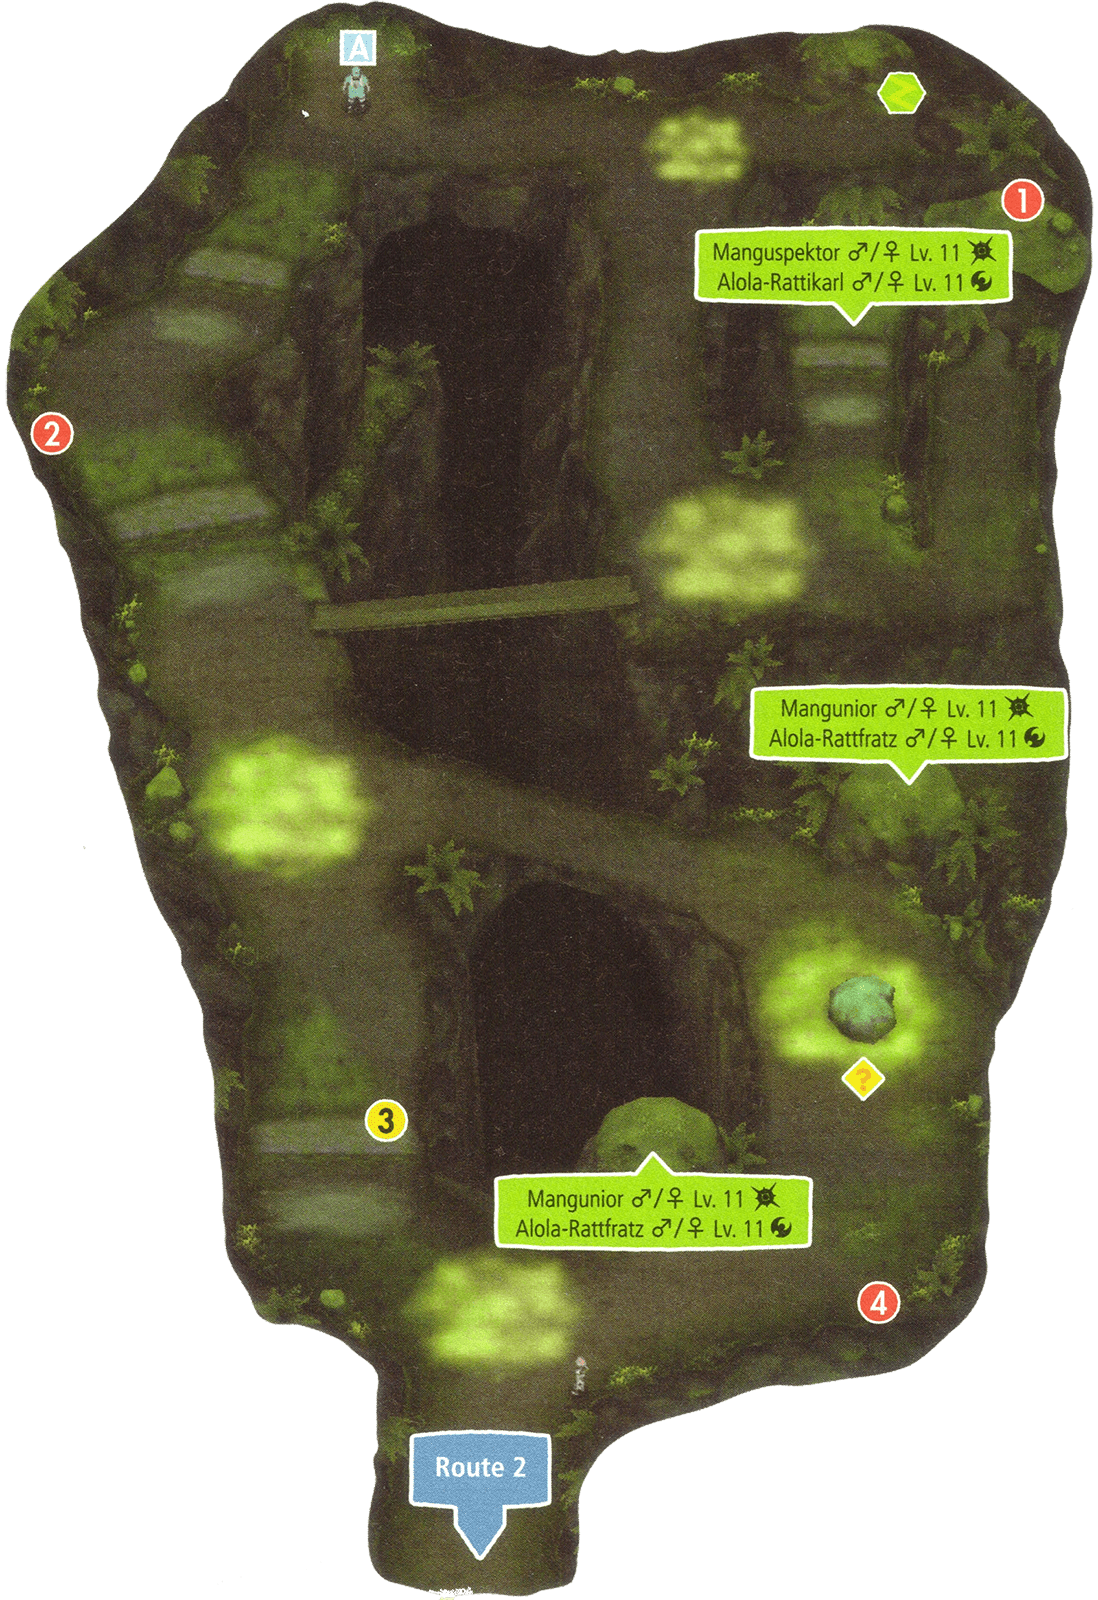 A
1
Manguspektor ♂/♀ Lv. 11
Alola-Rattikarl ♂/♀ Lv. 11
2
Mangunior ♂/♀ Lv. 11
Alola-Rattfratz ♂/♀ Lv. 11
?
3
Mangunior ♂/♀ Lv. 11
Alola-Rattfratz ♂/♀ Lv. 11
4
Route 2